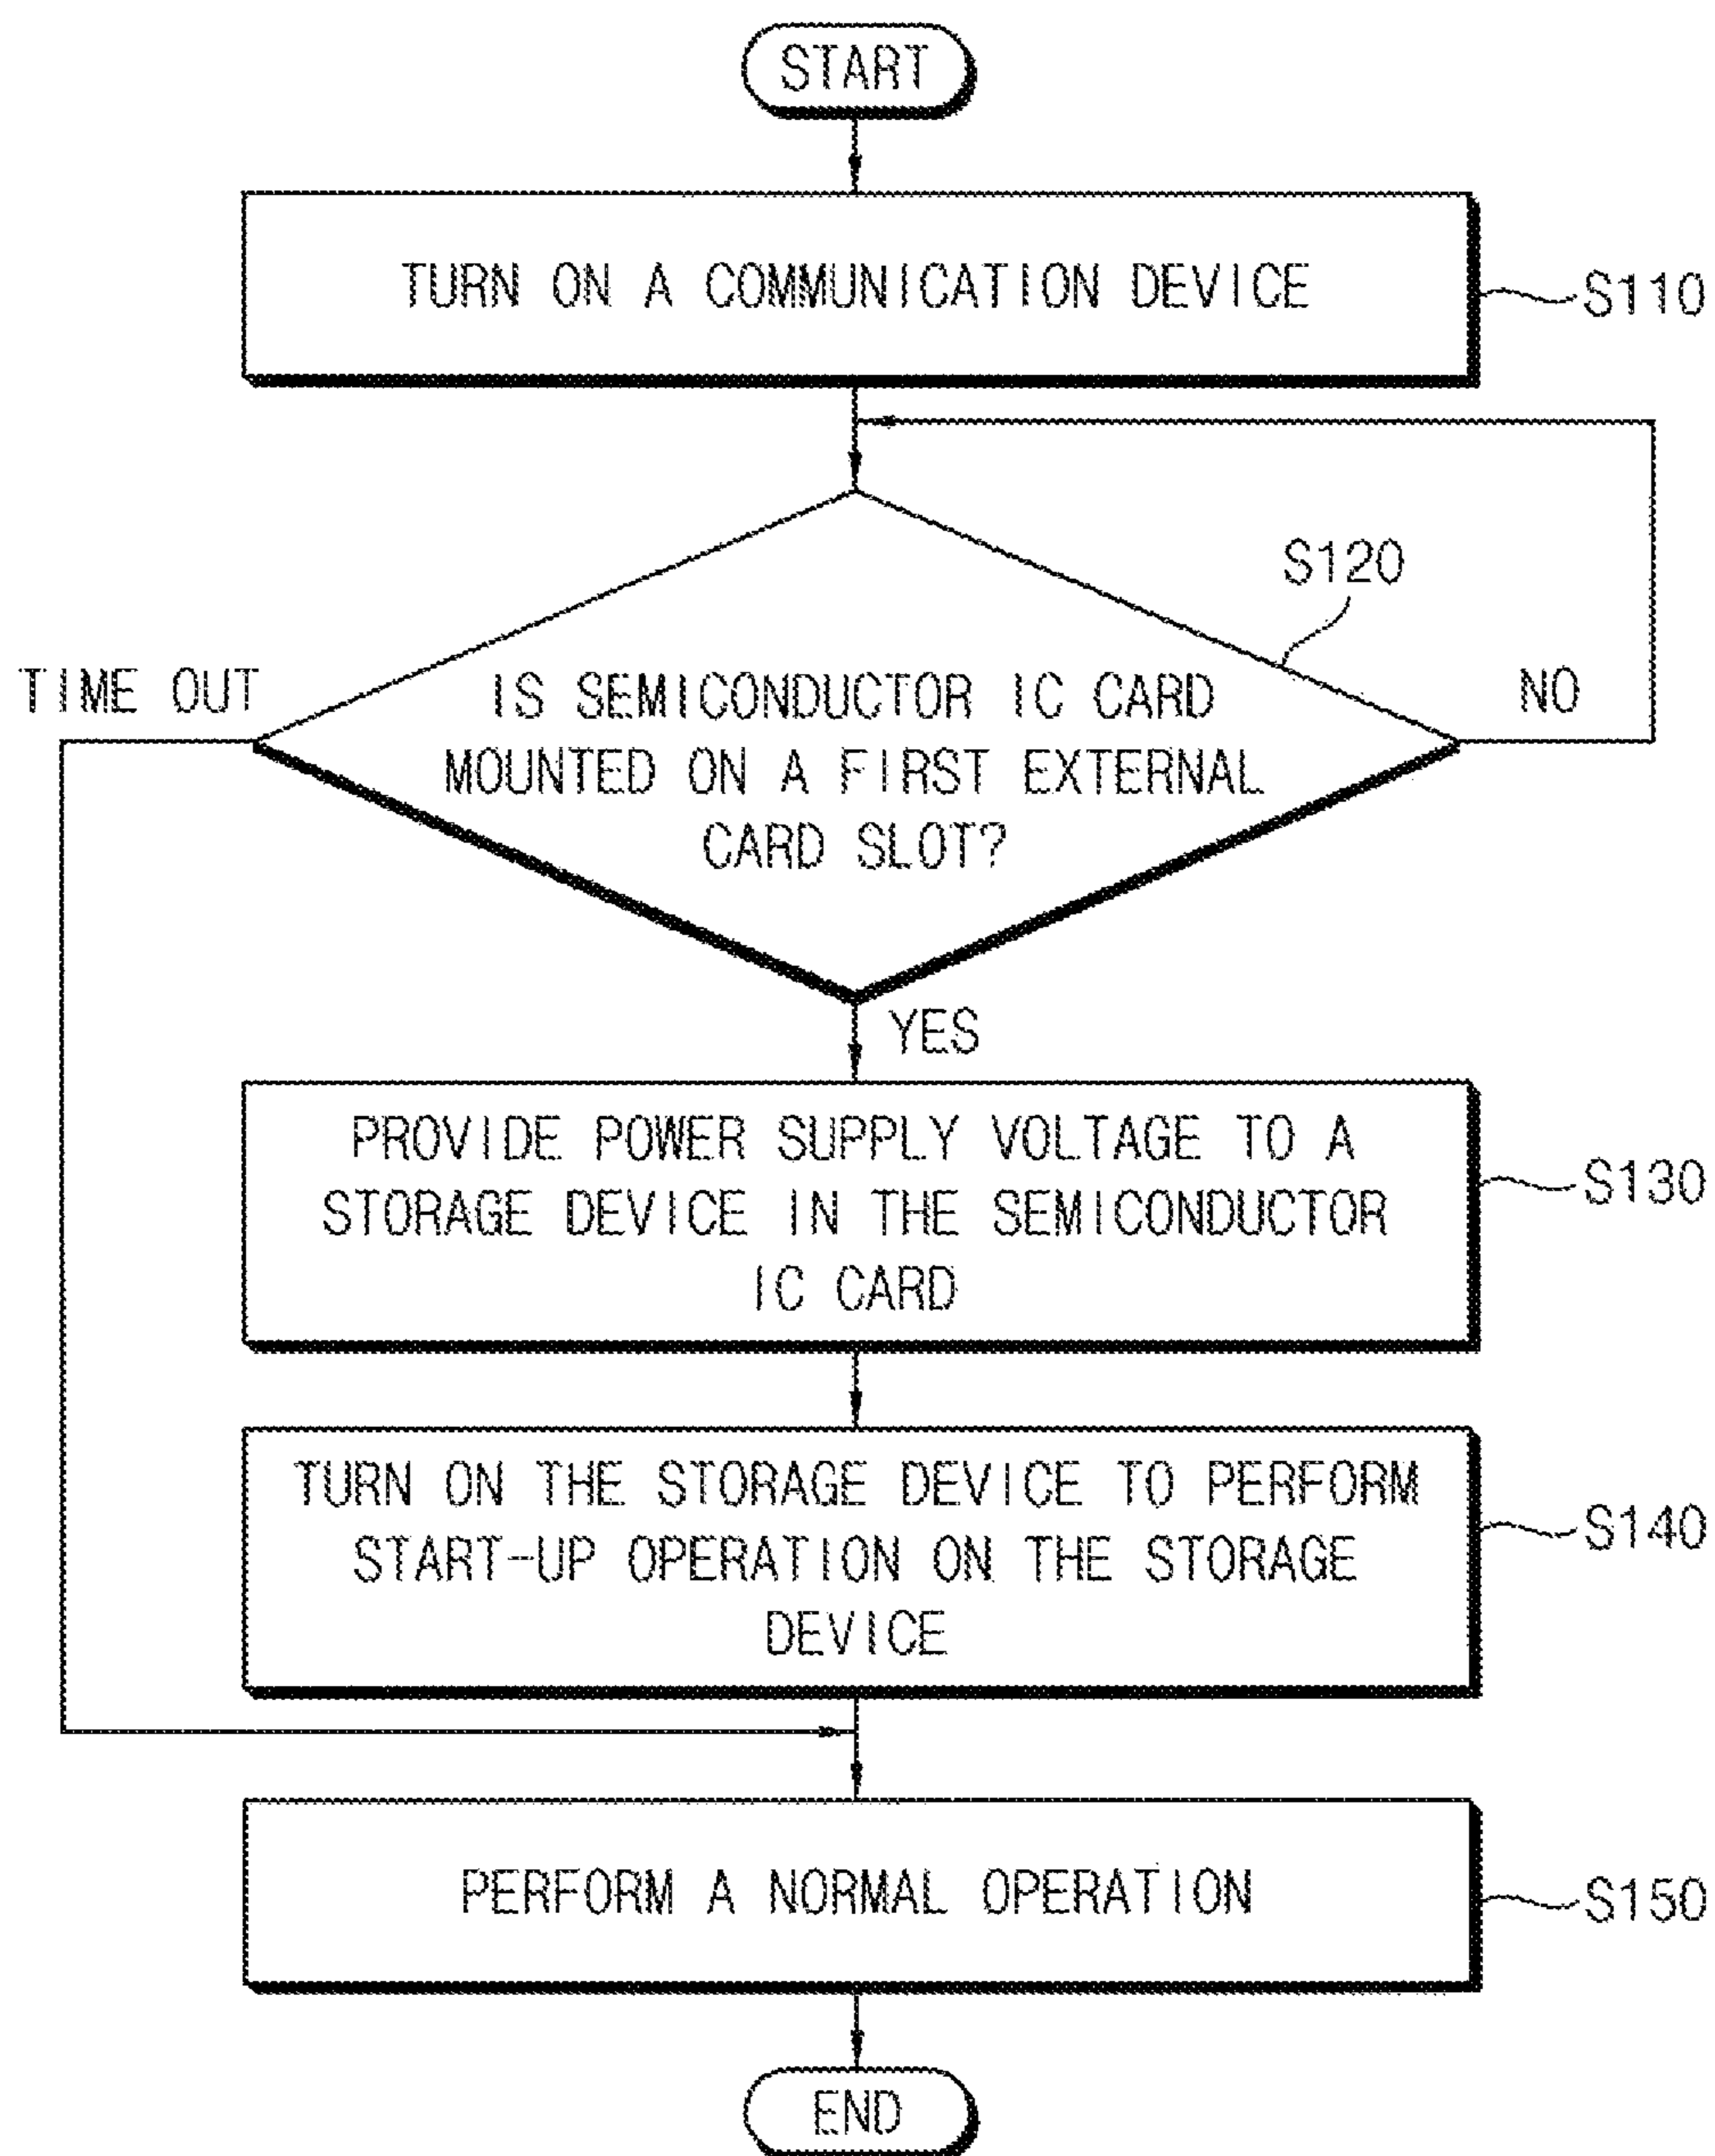 START
TURN ON A COMMUNICATION DEVICE
S110
S120
TIME OUT
NO
IS SEMICONDUCTOR IC CARD
MOUNTED ON A FIRST EXTERNAL
CARD SLOT?
YES
PROVIDE POWER SUPPLY VOLTAGE TO A
STORAGE DEVICE IN THE SEMICONDUCTOR
IC CARD
S130
TURN ON THE STORAGE DEVICE TO PERFORM
START-UP OPERATION ON THE STORAGE
DEVICE
S140
PERFORM A NORMAL OPERATION
S150
END